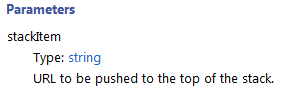 Parameters
stackItem
Type: string
URL to be pushed to the top of the stack.